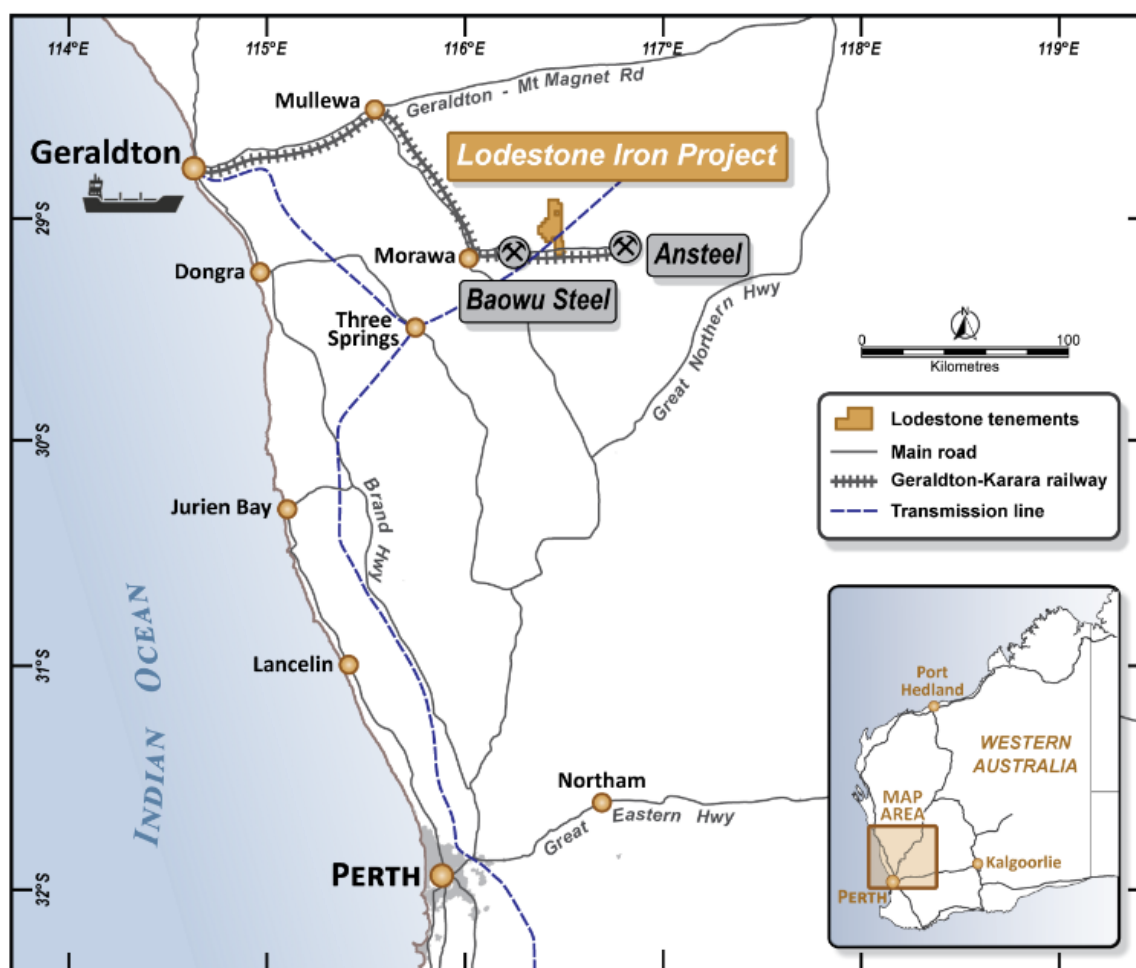 114°E
115°E
116°E
117°E
118°E
119°E
29°S
30°S
31°S
32°S
Mullewa
Geraldton - Mt Magnet Rd
Geraldton
Lodestone Iron Project
Morawa
Ansteel
Dongra
Baowu Steel
Three
Springs
Great Northern Hwy
Jurien Bay
Brand Hwy
INDIAN OCEAN
Lancelin
Northam
Great Eastern Hwy
PERTH
N
0
100
Kilometres
Lodestone tenements
Main road
Geraldton-Karara railway
Transmission line
Port
Hedland
WESTERN
AUSTRALIA
MAP
AREA
Kalgoorlie
PERTH